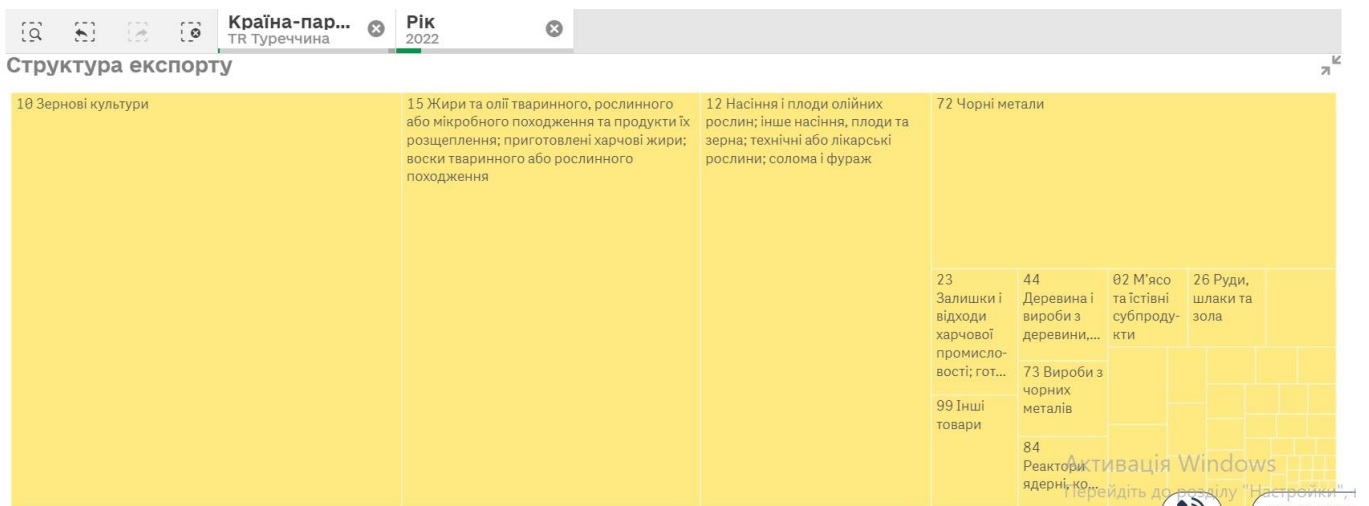 Країна-пар...
TR Туреччина
Рік
2022
Структура експорту
10 Зернові культури
15 Жири та олії тваринного, рослинного
або мікробного походження та продукти їх
розщеплення; приготовлені харчові жири;
воски тваринного або рослинного
походження
12 Насіння і плоди олійних
рослин; інше насіння, плоди та
зерна; технічні або лікарські
рослини; солома і фураж
72 Чорні метали
23
Залишки і
відходи
харчової
промисло-
вості; гот...
44
Деревина і
вироби з
деревини,...
02 М'ясо
та їстівні
субпроду-
кти
26 Руди,
шлаки та
зола
73 Вироби з
чорних
металів
99 Інші
товари
84
Реактори
ядерні, ко...
Активація Windows
Перейдіть до розділу "Настройки",